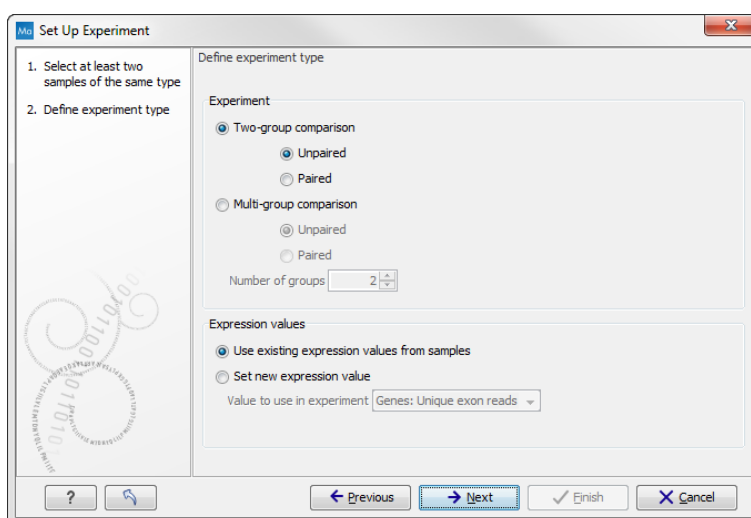 Ma Set Up Experiment
1. Select at least two
samples of the same type
2. Define experiment type
Define experiment type
Experiment
Two-group comparison
Unpaired
Paired
Multi-group comparison
Unpaired
Paired
Number of groups 2
Expression values
Use existing expression values from samples
Set new expression value
Value to use in experiment Genes: Unique exon reads
? Previous Next Finish Cancel